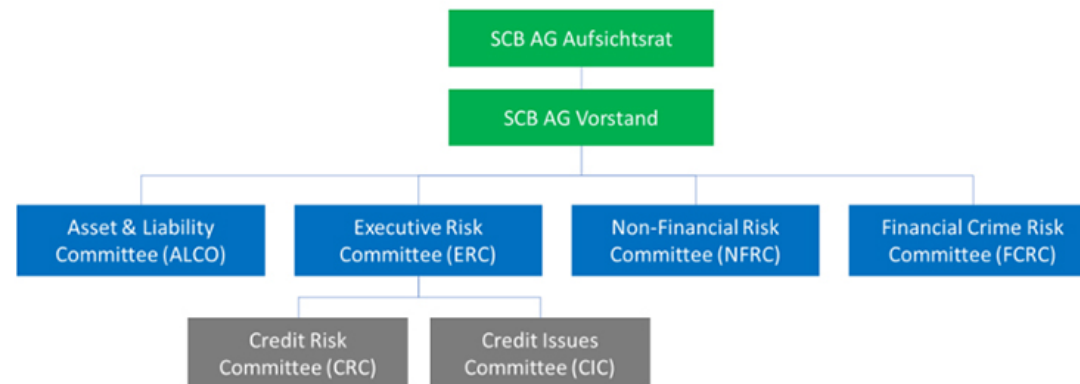 SCB AG Aufsichtsrat
SCB AG Vorstand
Asset & Liability
Committee (ALCO)
Executive Risk
Committee (ERC)
Non-Financial Risk
Committee (NFRC)
Financial Crime Risk
Committee (FCRC)
Credit Risk
Committee (CRC)
Credit Issues
Committee (CIC)